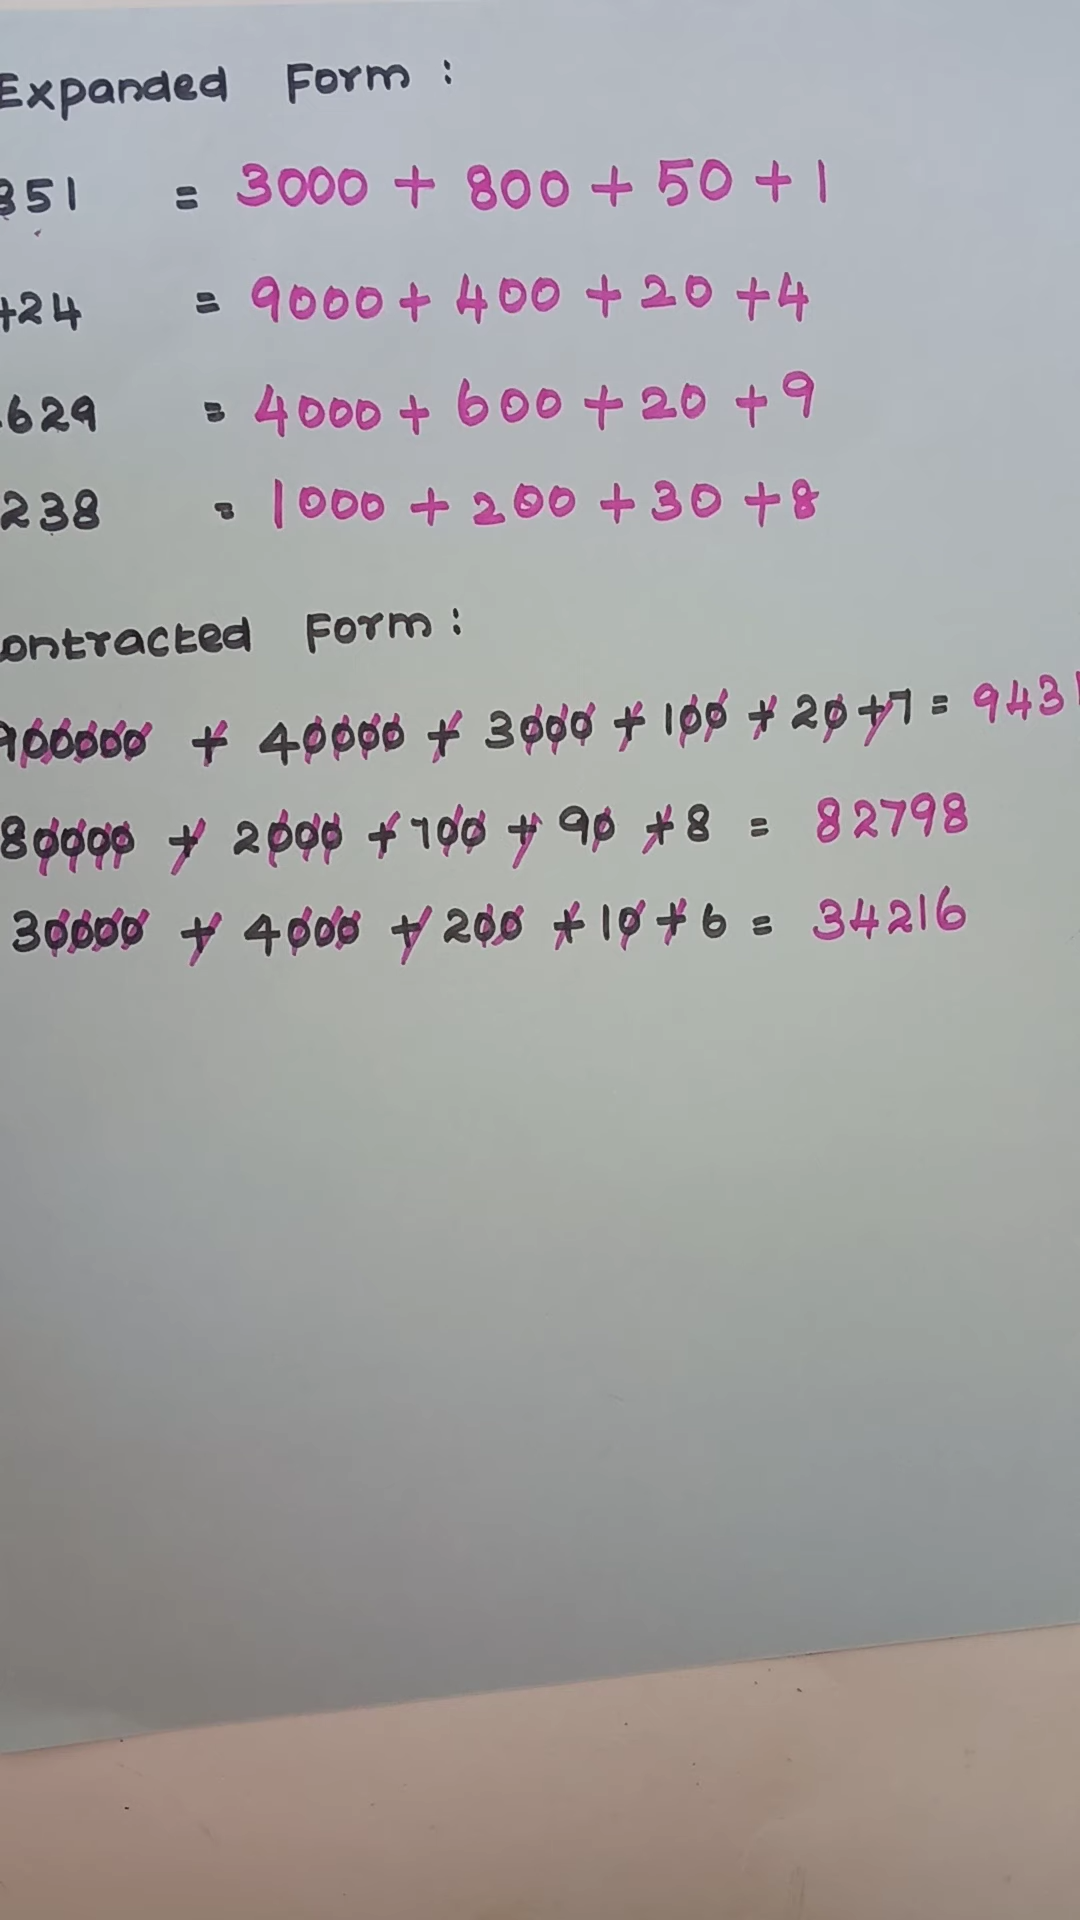 Expanded Form :
351 = 3000 + 800 + 50 + 1
424 = 9000 + 400 + 20 + 4
629 = 4000 + 600 + 20 + 9
238 = 1000 + 200 + 30 + 8
ontracted Form :
900000 + 40000 + 3000 + 100 + 20 + 7 = 9431
80000 + 2000 + 700 + 90 + 8 = 82798
30000 + 4000 + 200 + 10 + 6 = 34216